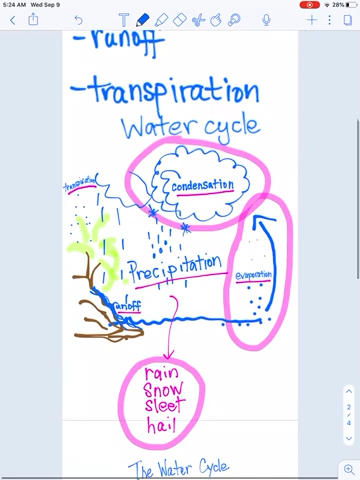 5:24 AM Wed Sep 9
28%
-runoff
-transpiration
Water cycle
transpiration
condensation
Precipitation
evaporation
runoff
rain
snow
sleet
hail
2
/
4
The Water Cycle